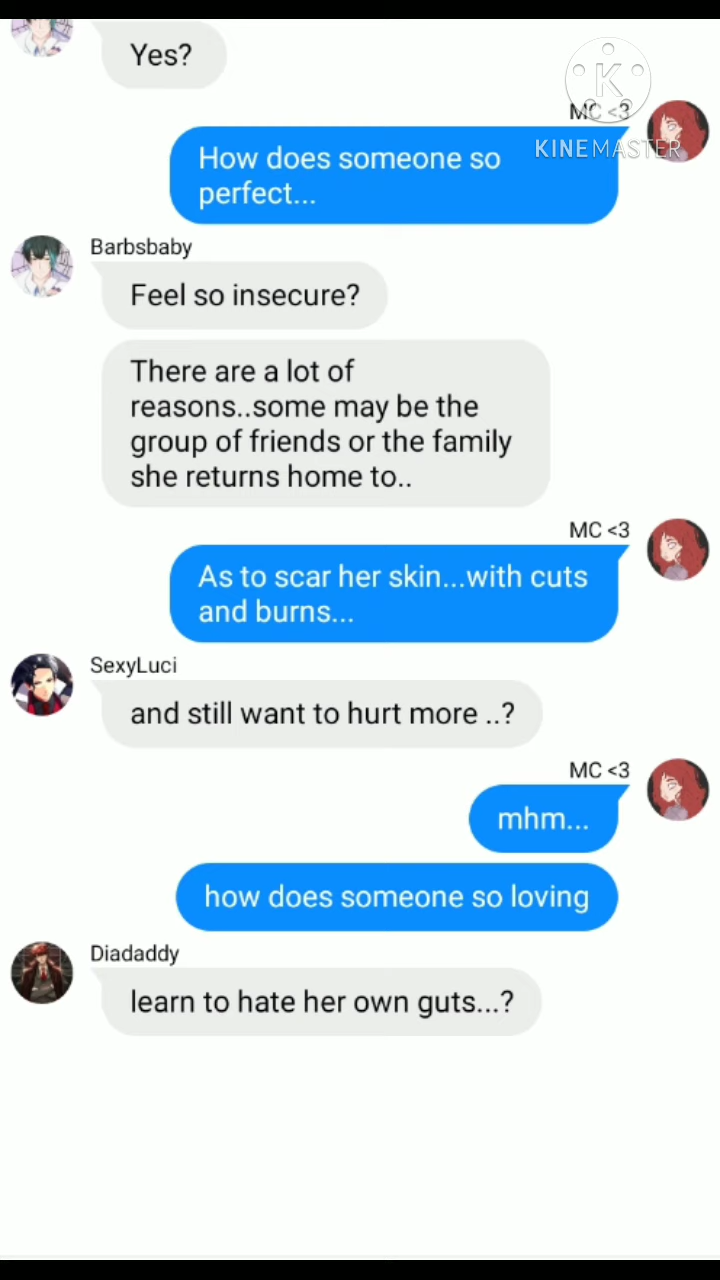 Yes?
K
MC <3
KINEMASTER
How does someone so
perfect...
Barbsbaby
Feel so insecure?
There are a lot of
reasons..some may be the
group of friends or the family
she returns home to..
MC <3
As to scar her skin...with cuts
and burns...
SexyLuci
and still want to hurt more ..?
MC <3
mhm...
how does someone so loving
Diadaddy
learn to hate her own guts...?